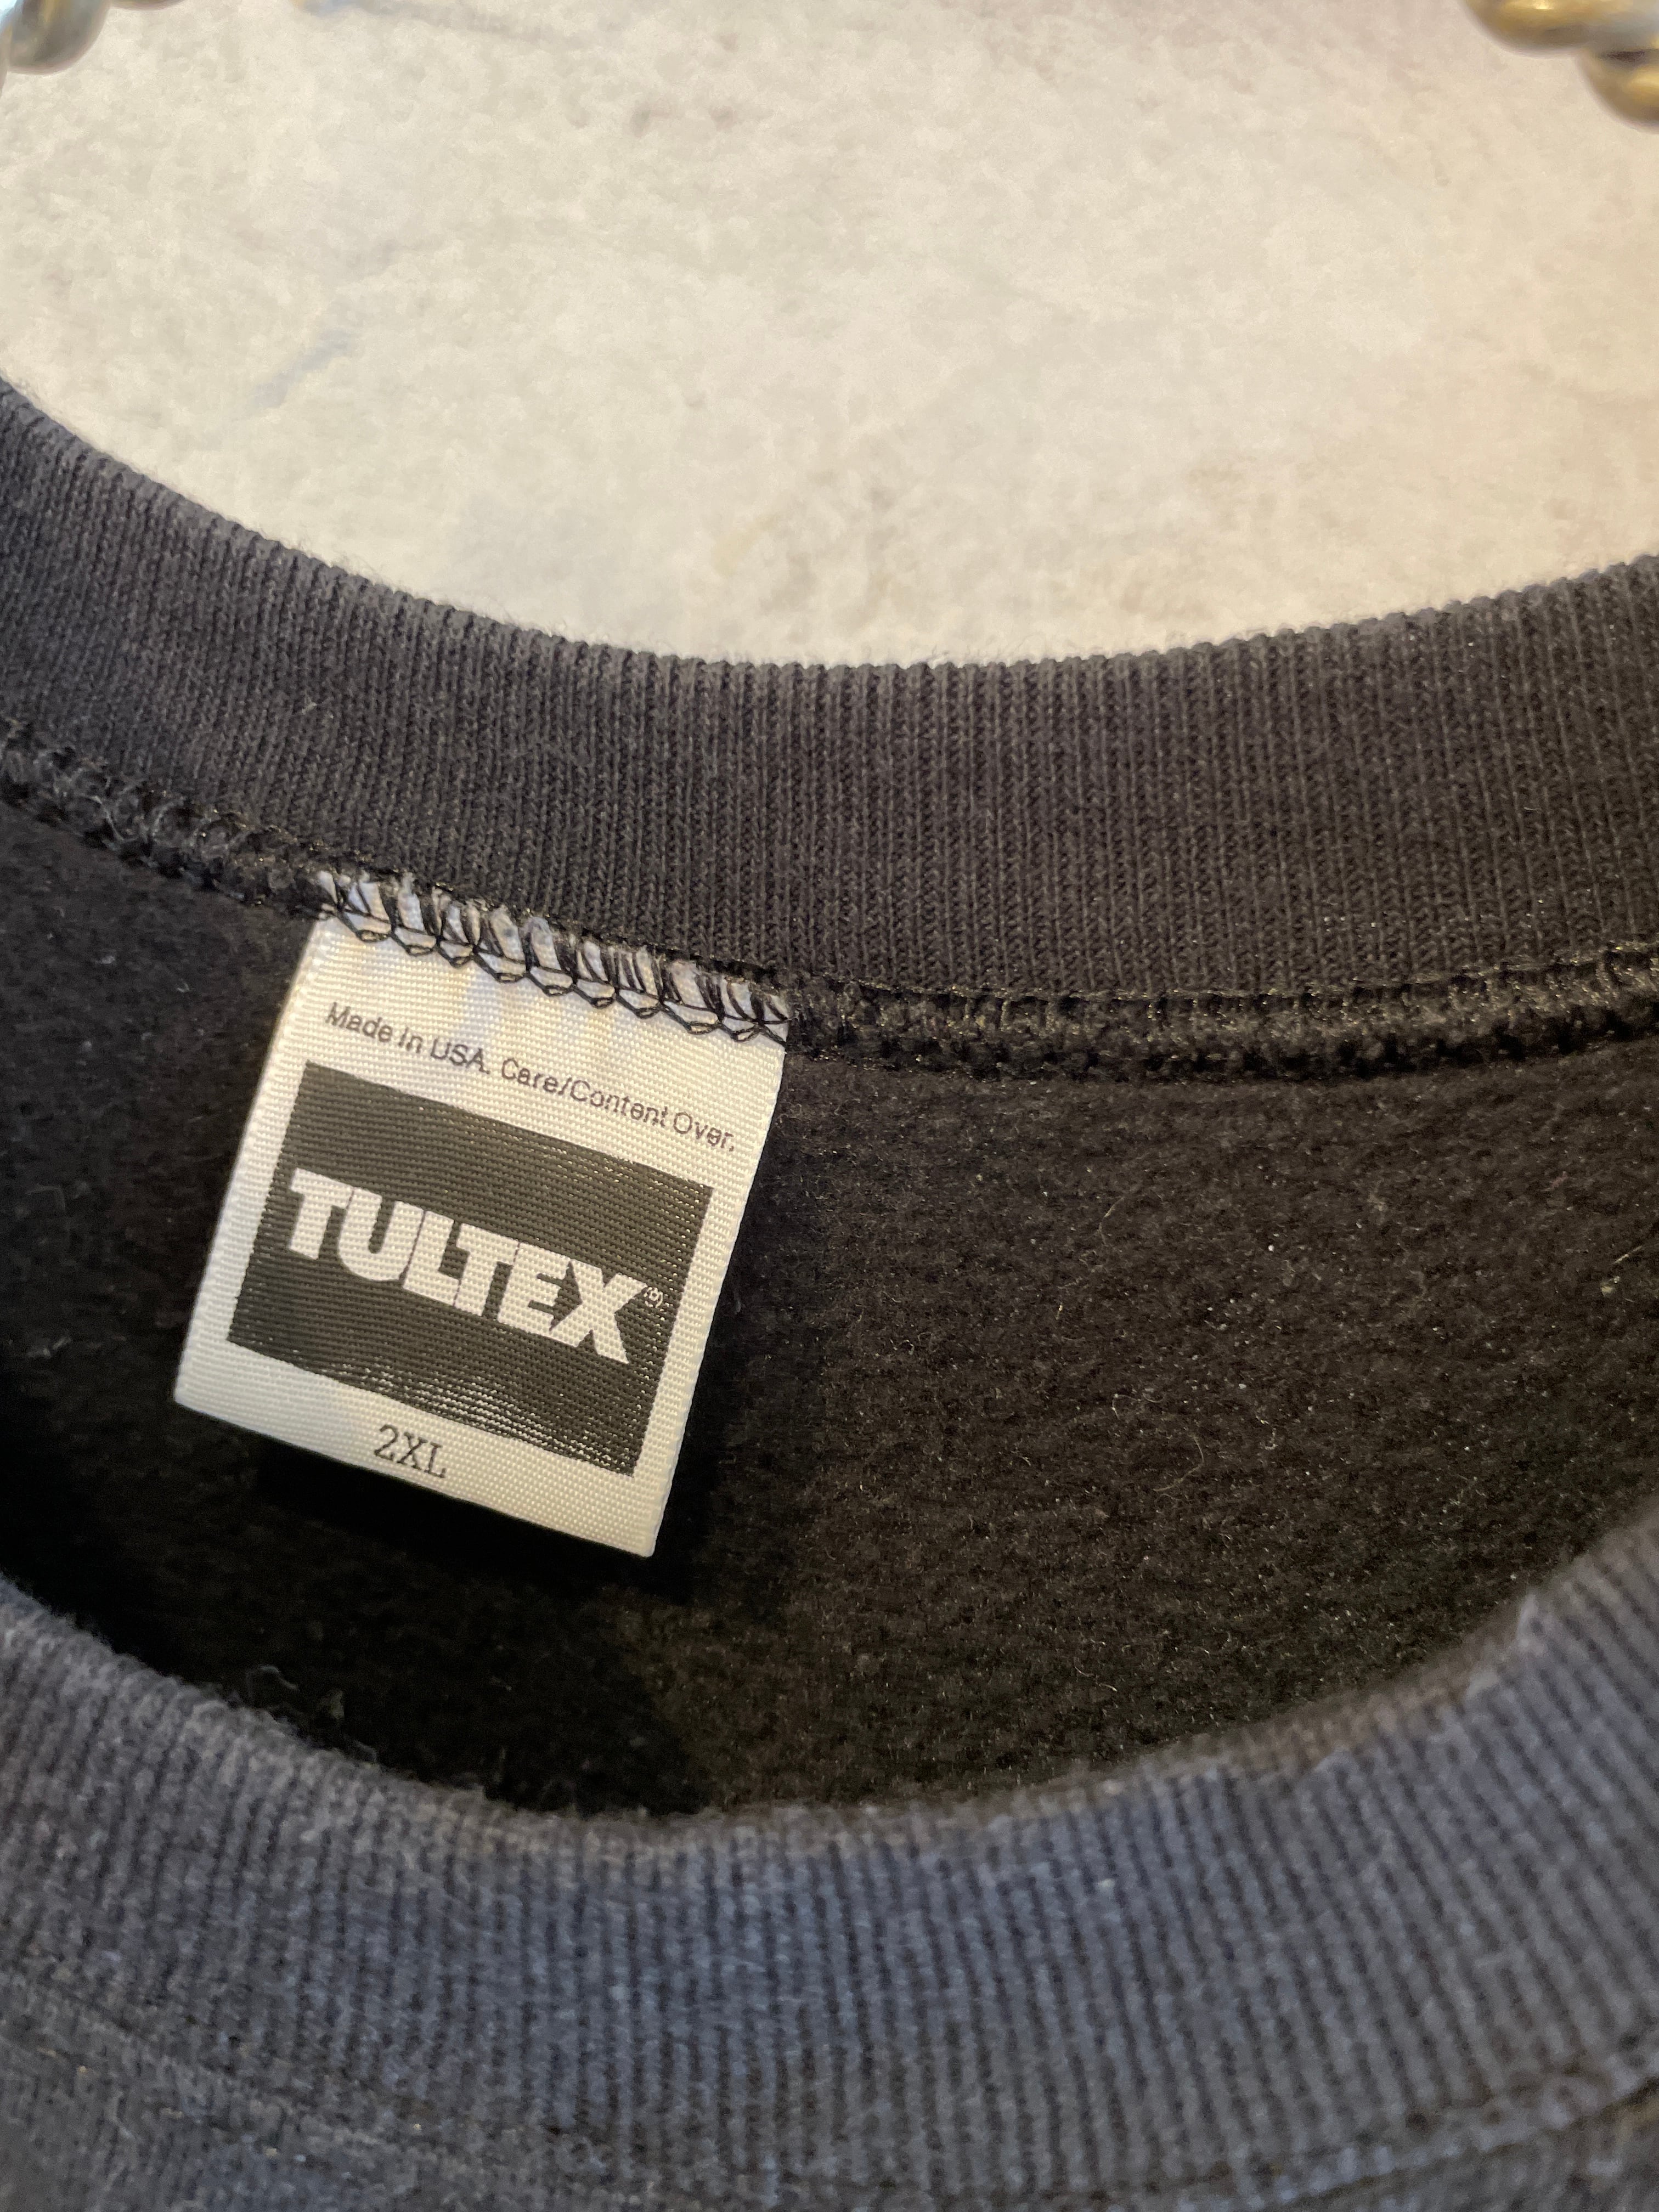 Made in USA. Care/Content Over.
TULTEX®
2XL